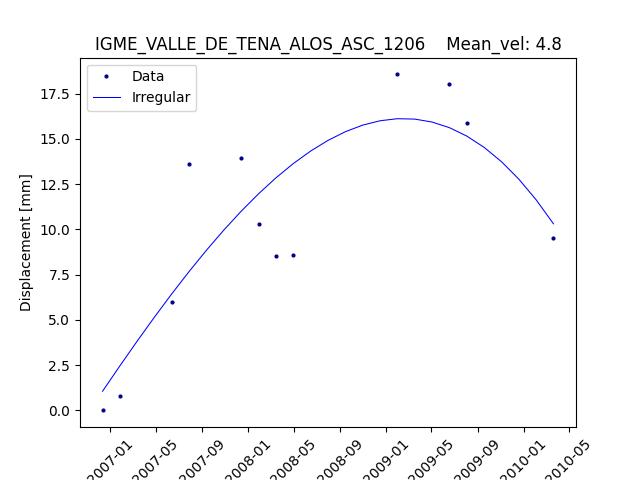 IGME_VALLE_DE_TENA_ALOS_ASC_1206    Mean_vel: 4.8
Data
Irregular
Displacement [mm]
17.5
15.0
12.5
10.0
7.5
5.0
2.5
0.0
2007-01 2007-05 2007-09 2008-01 2008-05 2008-09 2009-01 2009-05 2009-09 2010-01 2010-05